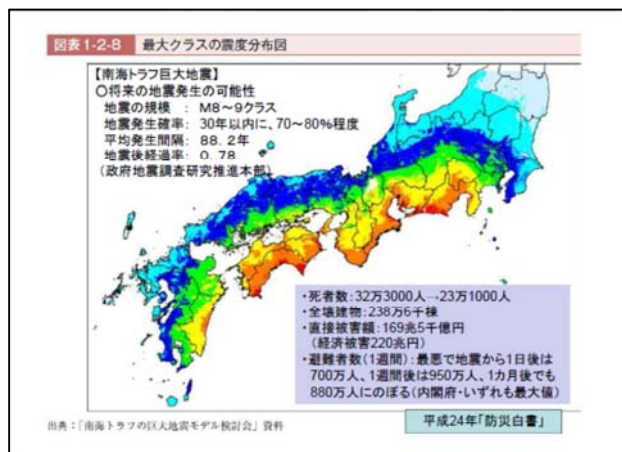 図表1-2-8 最大クラスの震度分布図
【南海トラフ巨大地震】
〇将来の地震発生の可能性
地震の規模 : M8～9クラス
地震発生確率: 30年以内に、70～80%程度
平均発生間隔: 88.2年
地震後経過率: 0.78
(政府地震調査研究推進本部)
・死者数:32万3000人→23万1000人
・全壊建物:238万6千棟
・直接被害額:169兆5千億円
(経済被害220兆円)
・避難者数(1週間):最悪で地震から1日後は
700万人、1週間後は950万人、1カ月後でも
880万人にのぼる(内閣府・いずれも最大値)
平成24年「防災白書」
出典:「南海トラフの巨大地震モデル検討会」資料